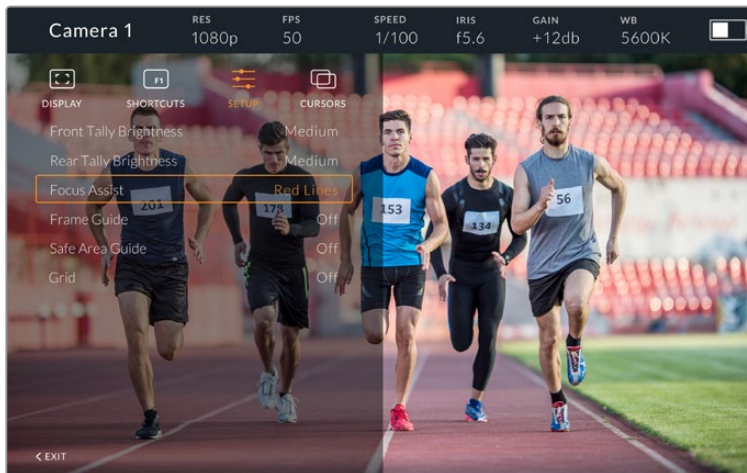 Camera 1
RES FPS SPEED IRIS GAIN WB
1080p 50 1/100 f5.6 +12db 5600K
F1
DISPLAY SHORTCUTS SETUP CURSORS
Front Tally Brightness Medium
Rear Tally Brightness Medium
Focus Assist Red Lines
Frame Guide Off
Safe Area Guide Off
Grid Off
201 178 153 134 56
< EXIT